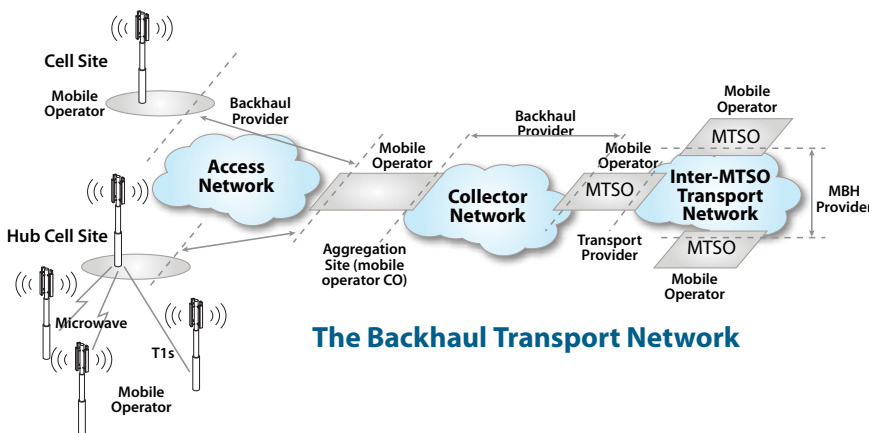 Cell Site
Mobile
Operator
Backhaul
Provider
Access
Network
Hub Cell Site
Microwave
T1s
Mobile
Operator
Mobile
Operator
Aggregation
Site (mobile
operator CO)
Backhaul
Provider
Collector
Network
Mobile
Operator
MTSO
Transport
Provider
Mobile
Operator
MTSO
Inter-MTSO
Transport
Network
MTSO
Mobile
Operator
MBH
Provider
The Backhaul Transport Network